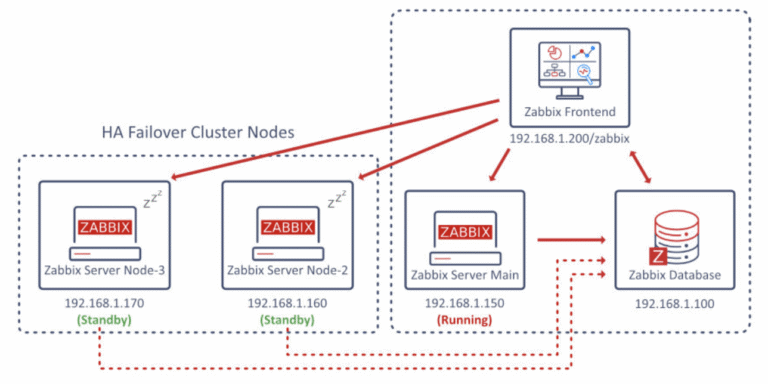 Zabbix Frontend
192.168.1.200/zabbix
HA Failover Cluster Nodes
zzz
ZABBIX
Zabbix Server Node-3
192.168.1.170
(Standby)
zzz
ZABBIX
Zabbix Server Node-2
192.168.1.160
(Standby)
ZABBIX
Zabbix Server Main
192.168.1.150
(Running)
Z
Zabbix Database
192.168.1.100